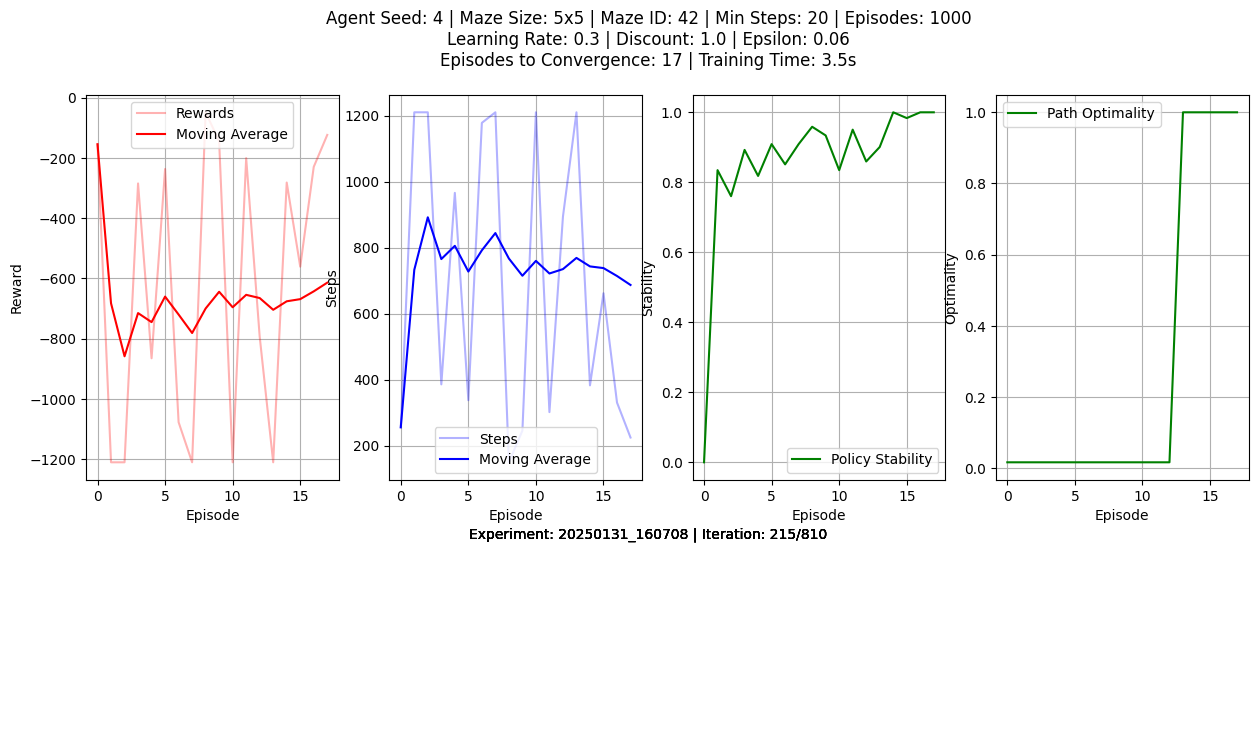 Agent Seed: 4 | Maze Size: 5x5 | Maze ID: 42 | Min Steps: 20 | Episodes: 1000
Learning Rate: 0.3 | Discount: 1.0 | Epsilon: 0.06
Episodes to Convergence: 17 | Training Time: 3.5s
Reward
0
−200
−400
−600
−800
−1000
−1200
Rewards
Moving Average
0 5 10 15
Episode
Steps
1200
1000
800
600
400
200
Steps
Moving Average
0 5 10 15
Episode
Stability
1.0
0.8
0.6
0.4
0.2
0.0
Policy Stability
0 5 10 15
Episode
Optimality
1.0
0.8
0.6
0.4
0.2
0.0
Path Optimality
0 5 10 15
Episode
Experiment: 20250131_160708 | Iteration: 215/810